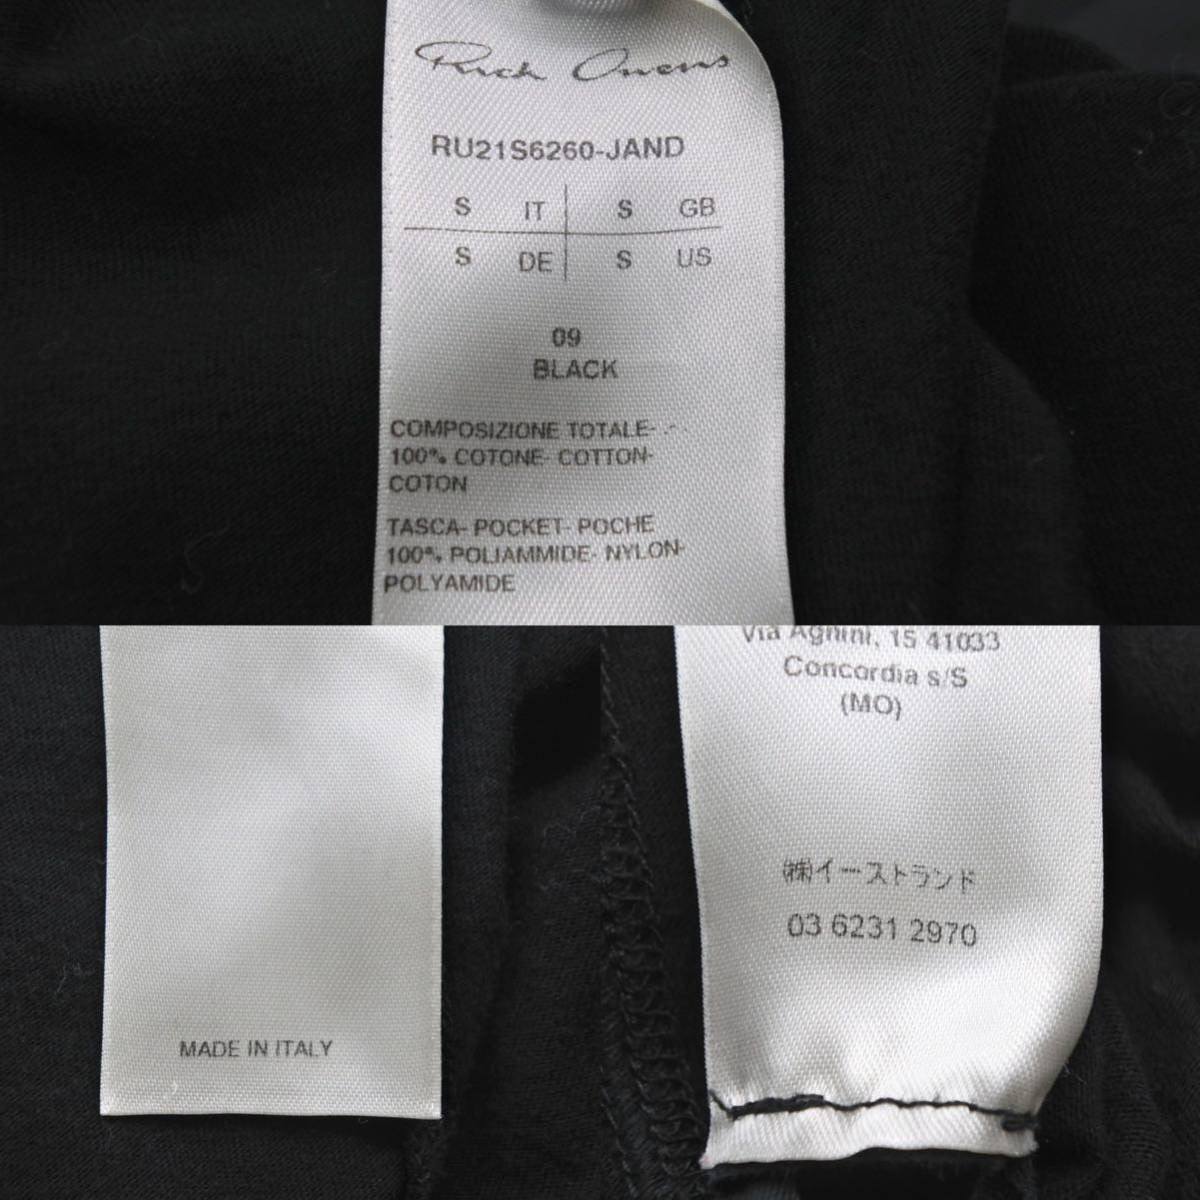 Rick Owens
RU21S6260-JAND
S IT S GB
S DE S US
09
BLACK
COMPOSIZIONE TOTALE-
100% COTONE- COTTON-
COTON
TASCA- POCKET- POCHE
100% POLIAMMIDE- NYLON-
POLYAMIDE
MADE IN ITALY
Via Agnini, 15 41033
Concordia s/S
(MO)
㈱イーストランド
03 6231 2970